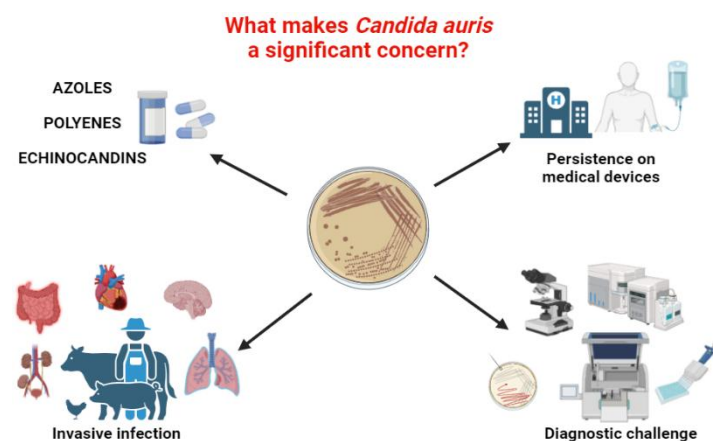 What makes Candida auris
a significant concern?
AZOLES
POLYENES
ECHINOCANDINS
H
Persistence on
medical devices
Invasive infection
Diagnostic challenge